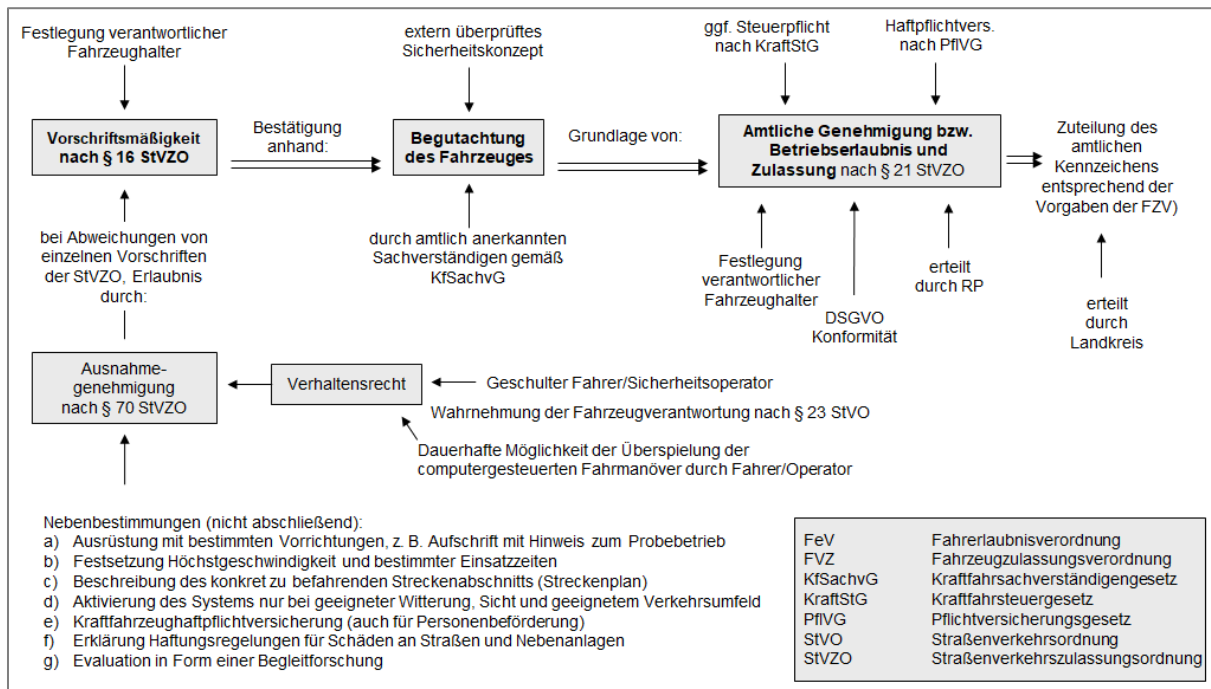 Festlegung verantwortlicher
Fahrzeughalter
extern überprüftes
Sicherheitskonzept
ggf. Steuerpflicht
nach KraftStG
Haftpflichtvers.
nach PflVG
Vorschriftsmäßigkeit
nach § 16 StVZO
Bestätigung
anhand:
Begutachtung
des Fahrzeuges
Grundlage von:
Amtliche Genehmigung bzw.
Betriebserlaubnis und
Zulassung nach § 21 StVZO
Zuteilung des
amtlichen
Kennzeichens
entsprechend der
Vorgaben der FZV)
bei Abweichungen von
einzelnen Vorschriften
der StVZO, Erlaubnis
durch:
durch amtlich anerkannten
Sachverständigen gemäß
KfSachvG
Festlegung
verantwortlicher
Fahrzeughalter
DSGVO
Konformität
erteilt
durch RP
erteilt
durch
Landkreis
Ausnahme-
genehmigung
nach § 70 StVZO
Verhaltensrecht
Geschulter Fahrer/Sicherheitsoperator
Wahrnehmung der Fahrzeugverantwortung nach § 23 StVO
Dauerhafte Möglichkeit der Überspielung der
computergesteuerten Fahrmanöver durch Fahrer/Operator
Nebenbestimmungen (nicht abschließend):
a) Ausrüstung mit bestimmten Vorrichtungen, z. B. Aufschrift mit Hinweis zum Probebetrieb
b) Festsetzung Höchstgeschwindigkeit und bestimmter Einsatzzeiten
c) Beschreibung des konkret zu befahrenden Streckenabschnitts (Streckenplan)
d) Aktivierung des Systems nur bei geeigneter Witterung, Sicht und geeignetem Verkehrsumfeld
e) Kraftfahrzeughaftpflichtversicherung (auch für Personenbeförderung)
f) Erklärung Haftungsregelungen für Schäden an Straßen und Nebenanlagen
g) Evaluation in Form einer Begleitforschung
FeV Fahrerlaubnisverordnung
FVZ Fahrzeugzulassungsverordnung
KfSachvG Kraftfahrsachverständigengesetz
KraftStG Kraftfahrsteuergesetz
PflVG Pflichtversicherungsgesetz
StVO Straßenverkehrsordnung
StVZO Straßenverkehrszulassungsordnung